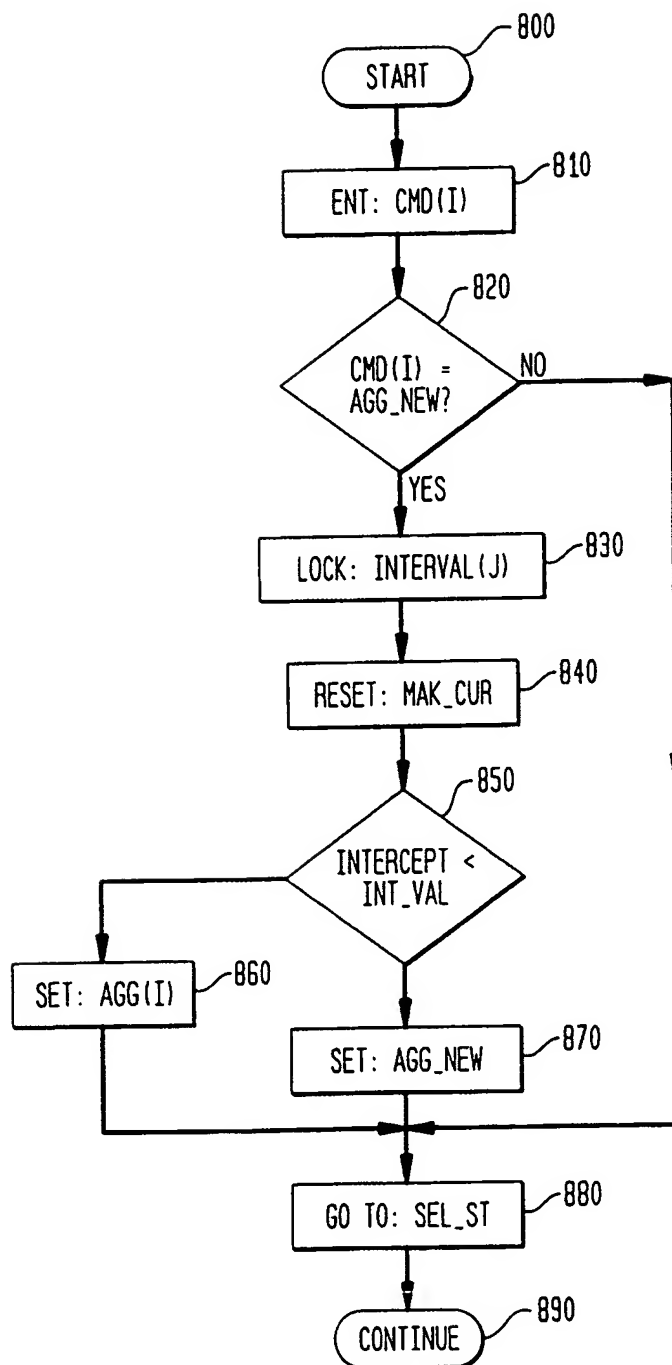 800
START
810
ENT: CMD(I)
820
CMD(I) =
AGG_NEW?
NO
YES
830
LOCK: INTERVAL(J)
840
RESET: MAK_CUR
850
INTERCEPT <
INT_VAL
860
SET: AGG(I)
870
SET: AGG_NEW
880
GO TO: SEL_ST
890
CONTINUE